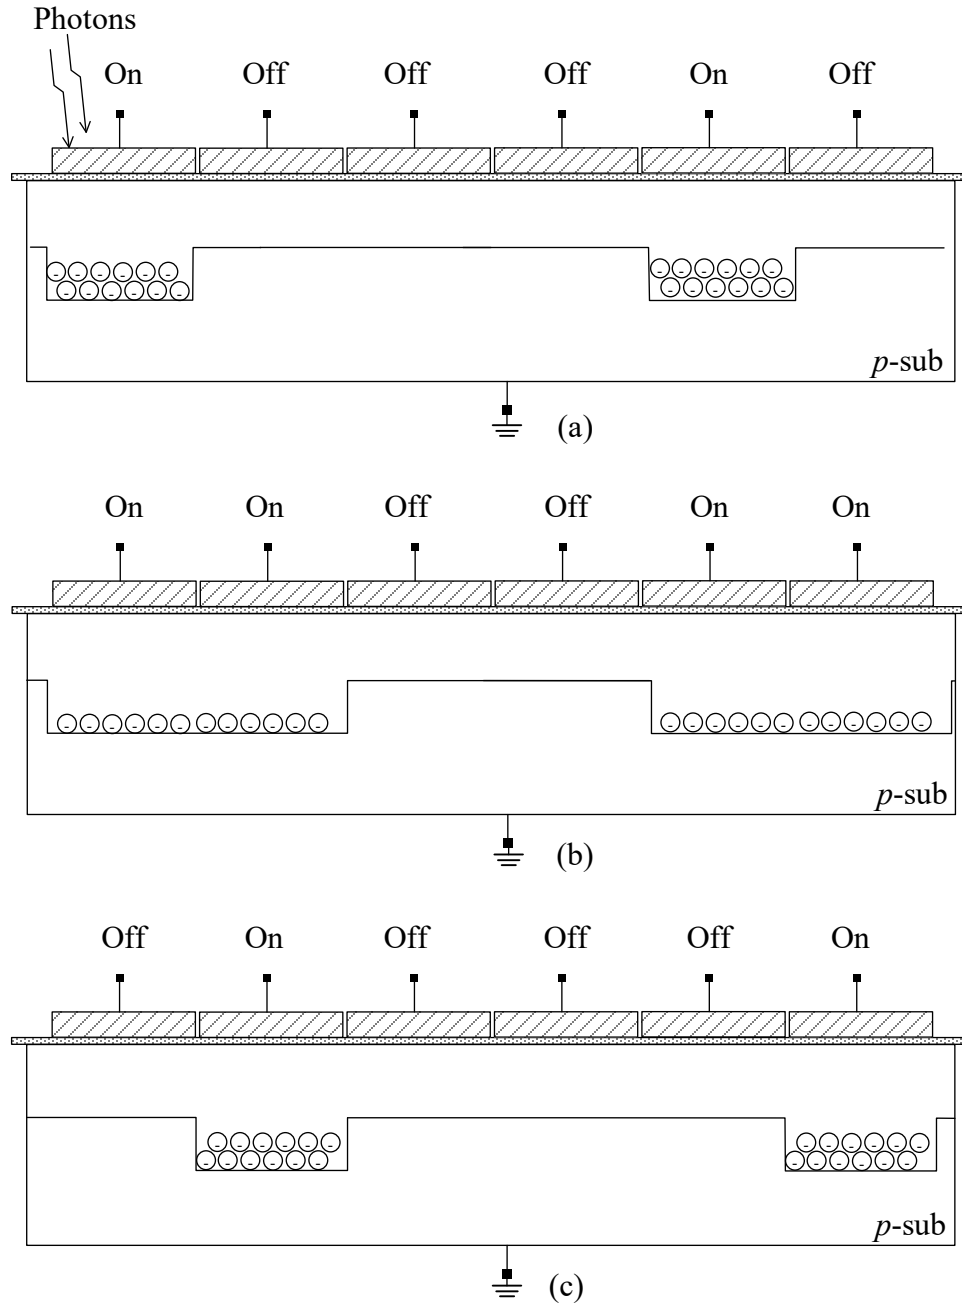 Photons
On Off Off Off On Off
- - - - - - - - - - - -
- - - - - - - - - - - -
p-sub
(a)
On On Off Off On On
- - - - - - - - - - - - - - - - - - - - - - - -
p-sub
(b)
Off On Off Off Off On
- - - - - - - - - - - -
- - - - - - - - - - - -
p-sub
(c)